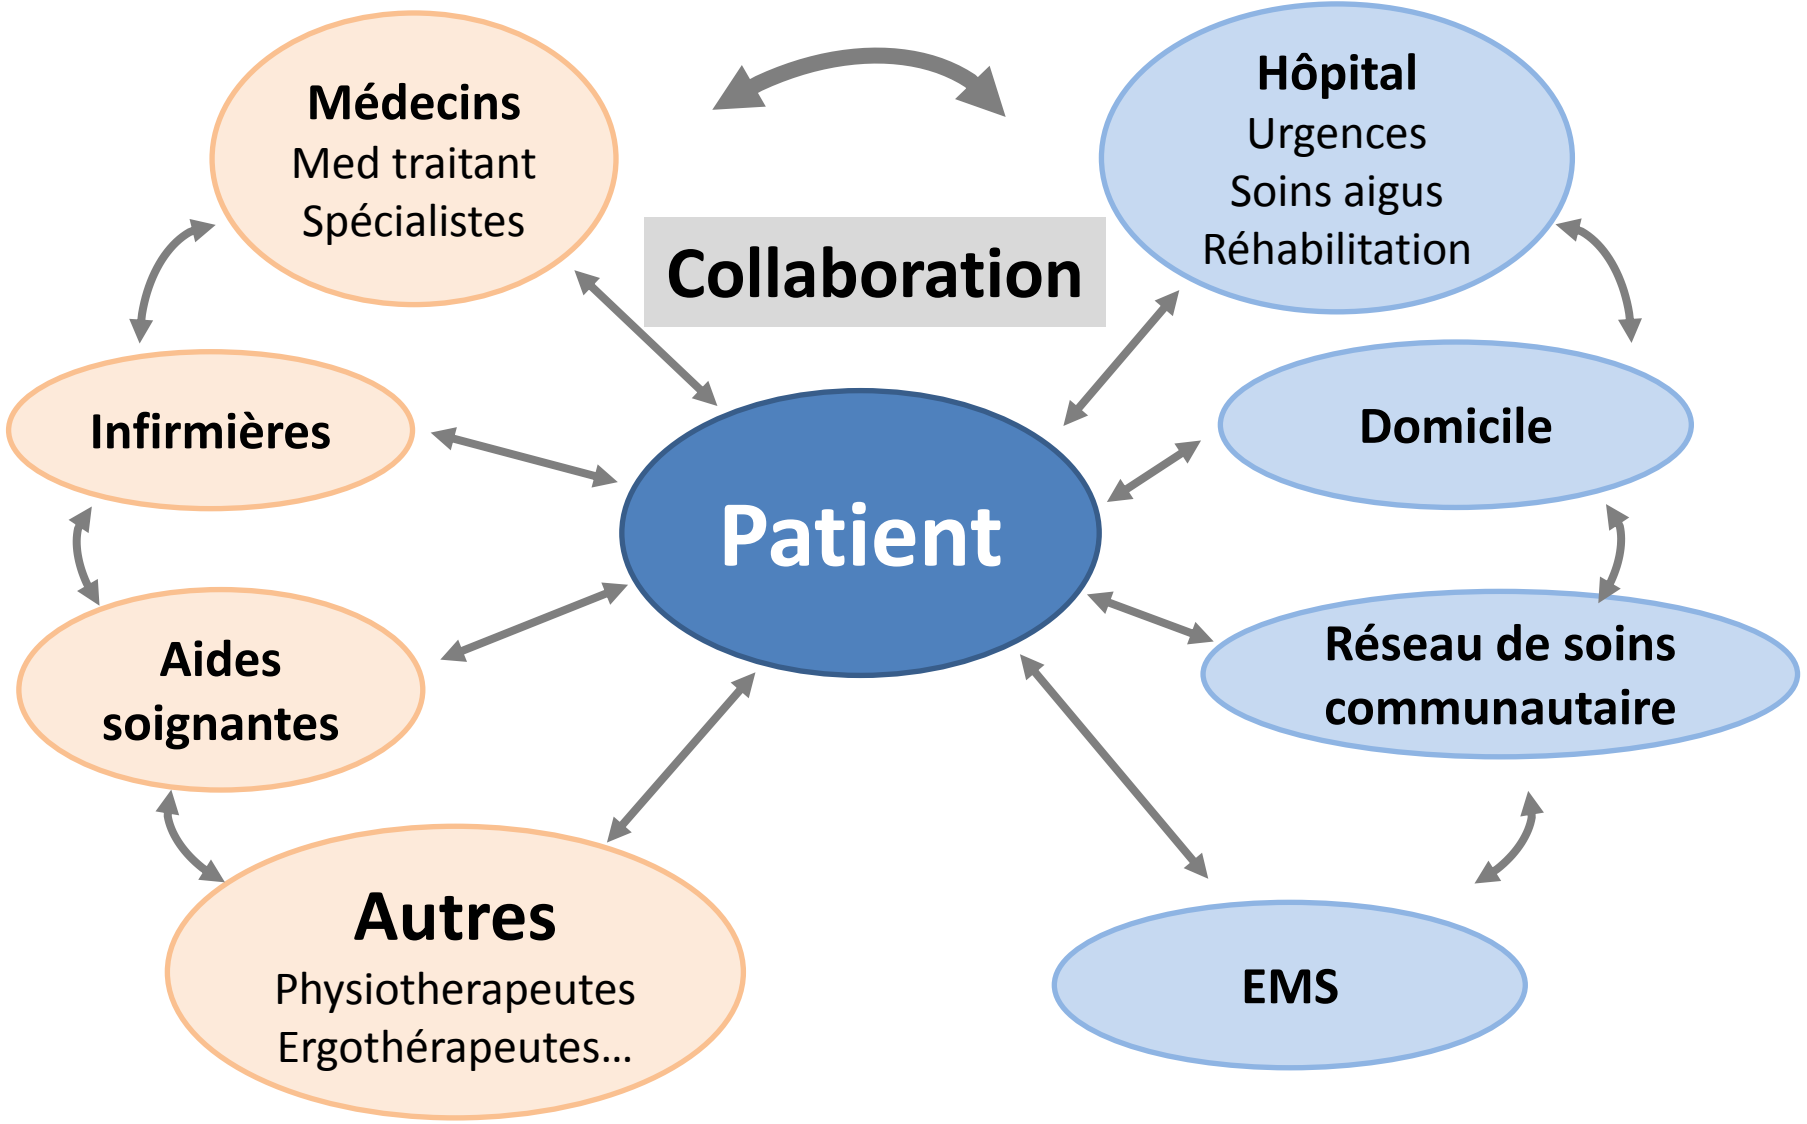 Médecins
Med traitant
Spécialistes
Hôpital
Urgences
Soins aigus
Réhabilitation
Collaboration
Infirmières
Domicile
Patient
Aides
soignantes
Réseau de soins
communautaire
Autres
Physiotherapeutes
Ergothérapeutes...
EMS